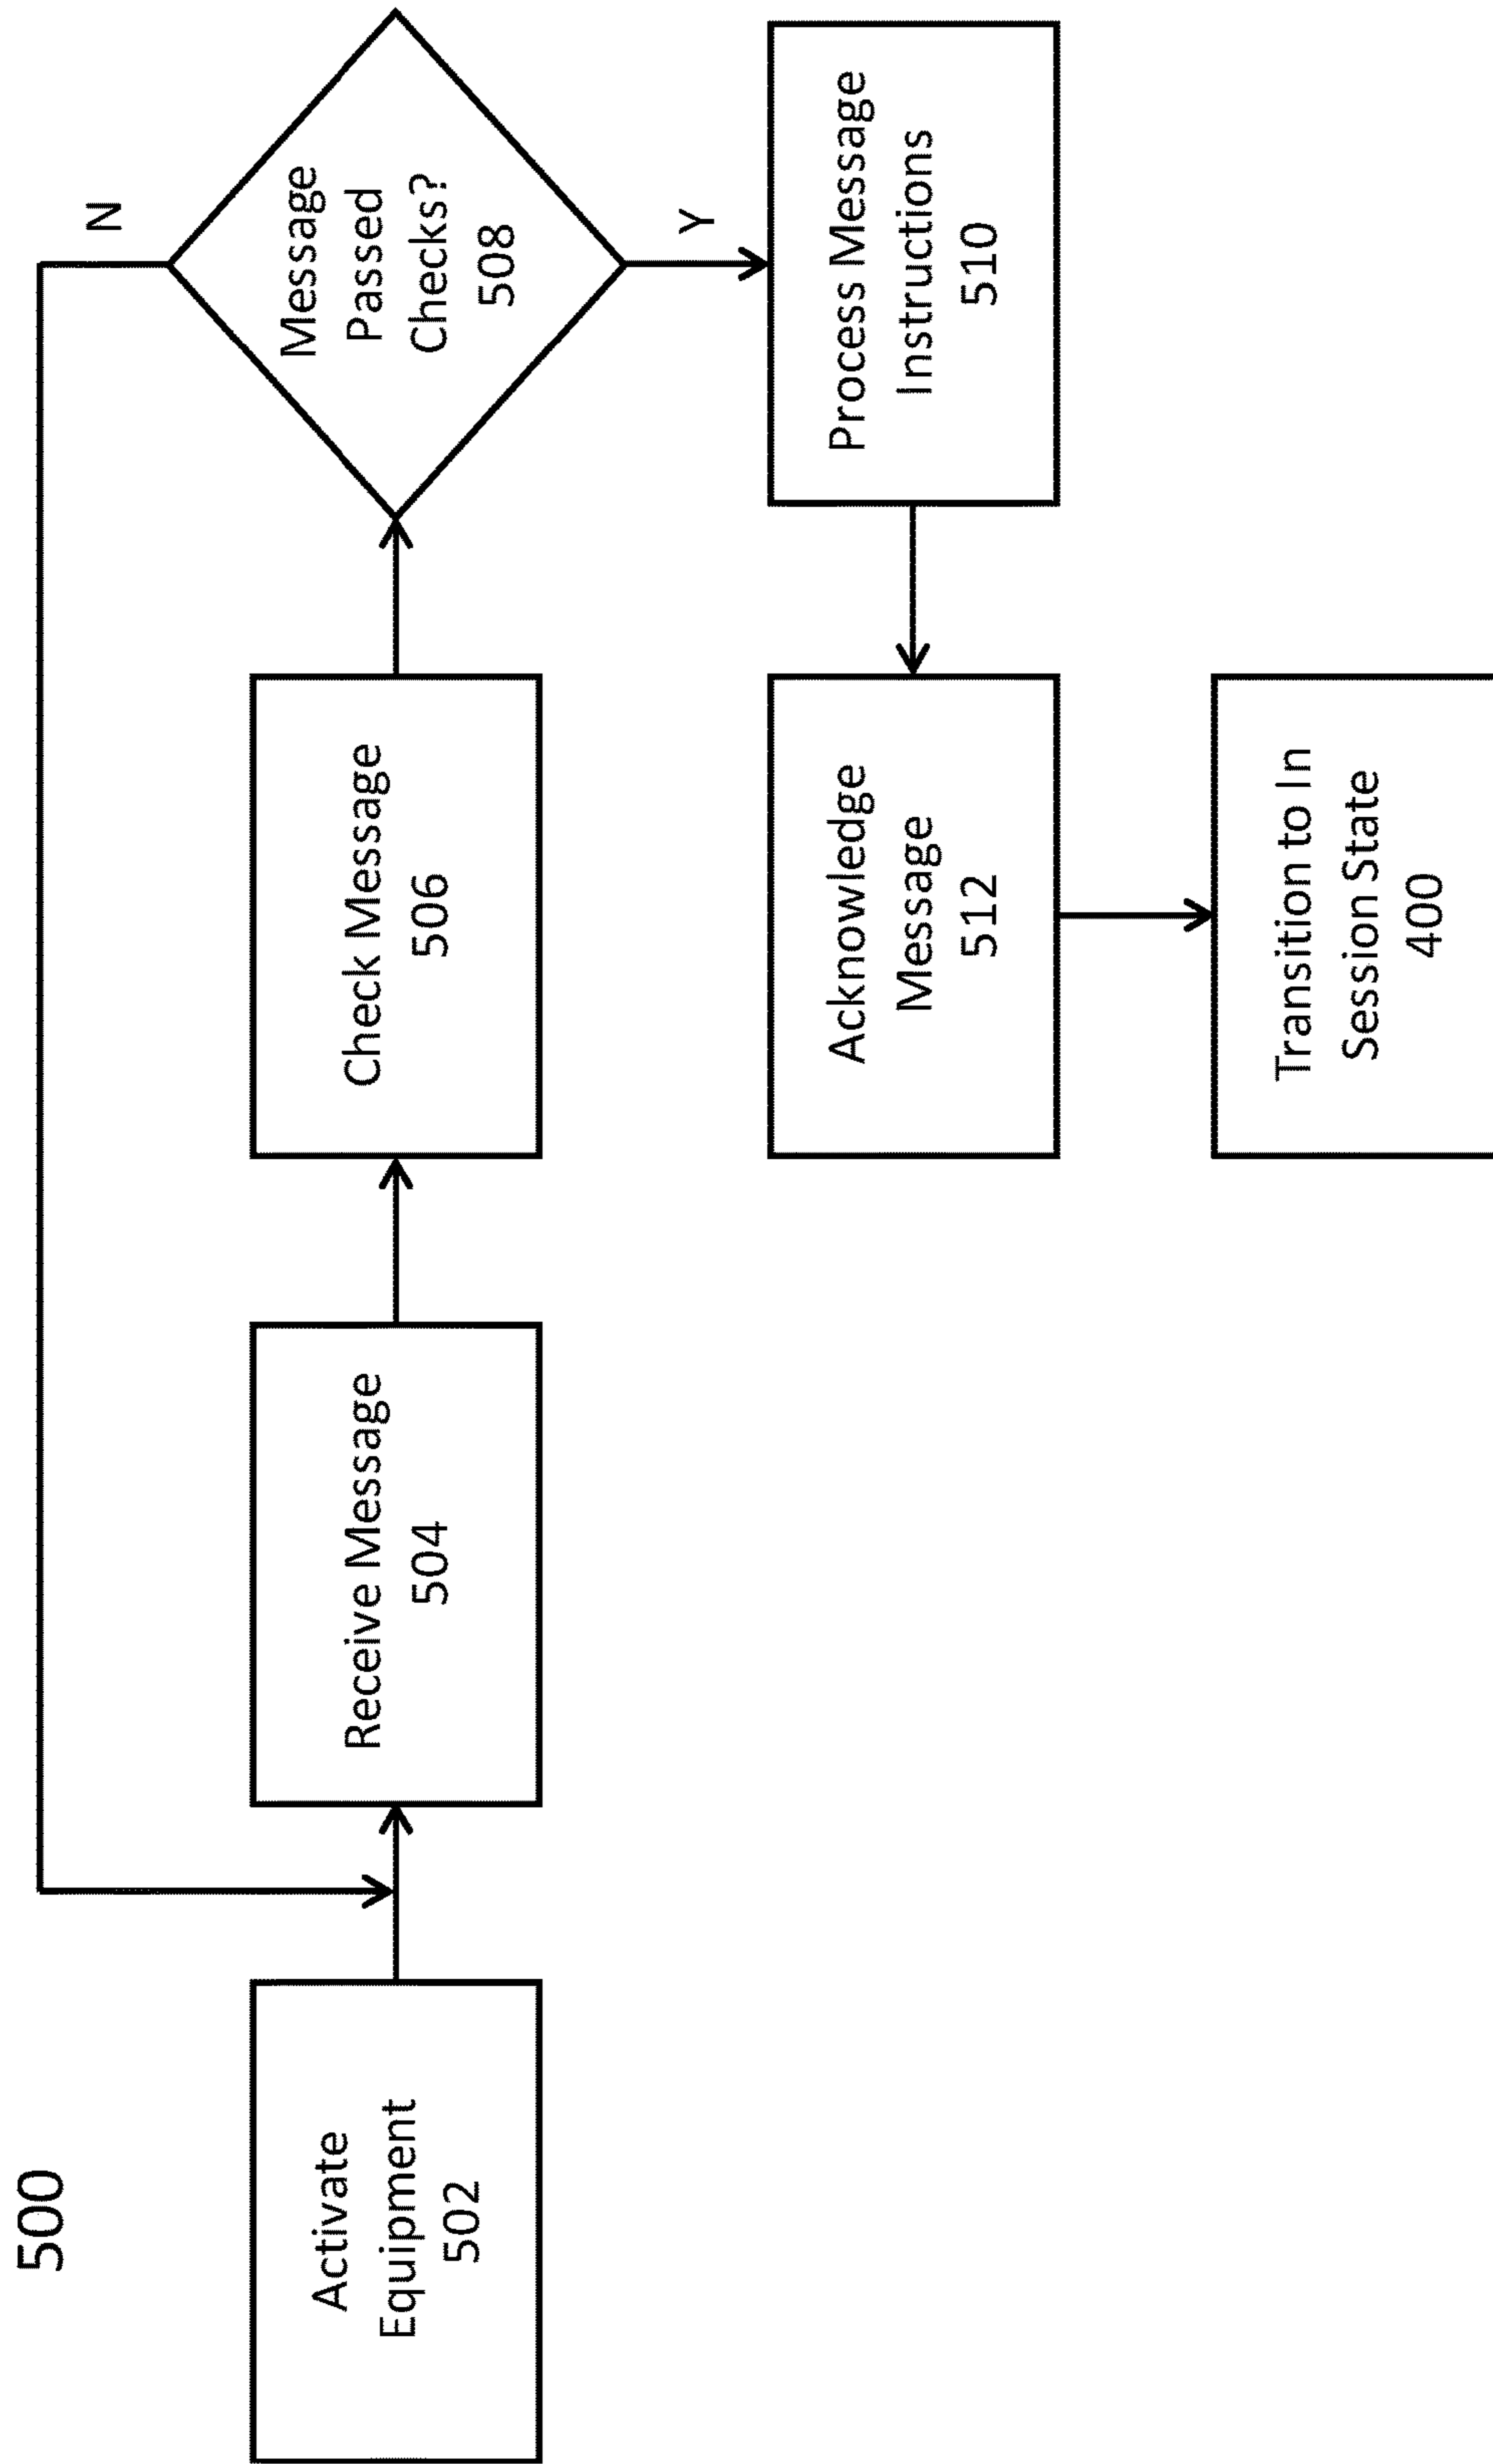 500
Activate
Equipment
502
Receive Message
504
Check Message
506
Message
Passed
Checks?
508
N
Y
Process Message
Instructions
510
Acknowledge
Message
512
Transition to In
Session State
400